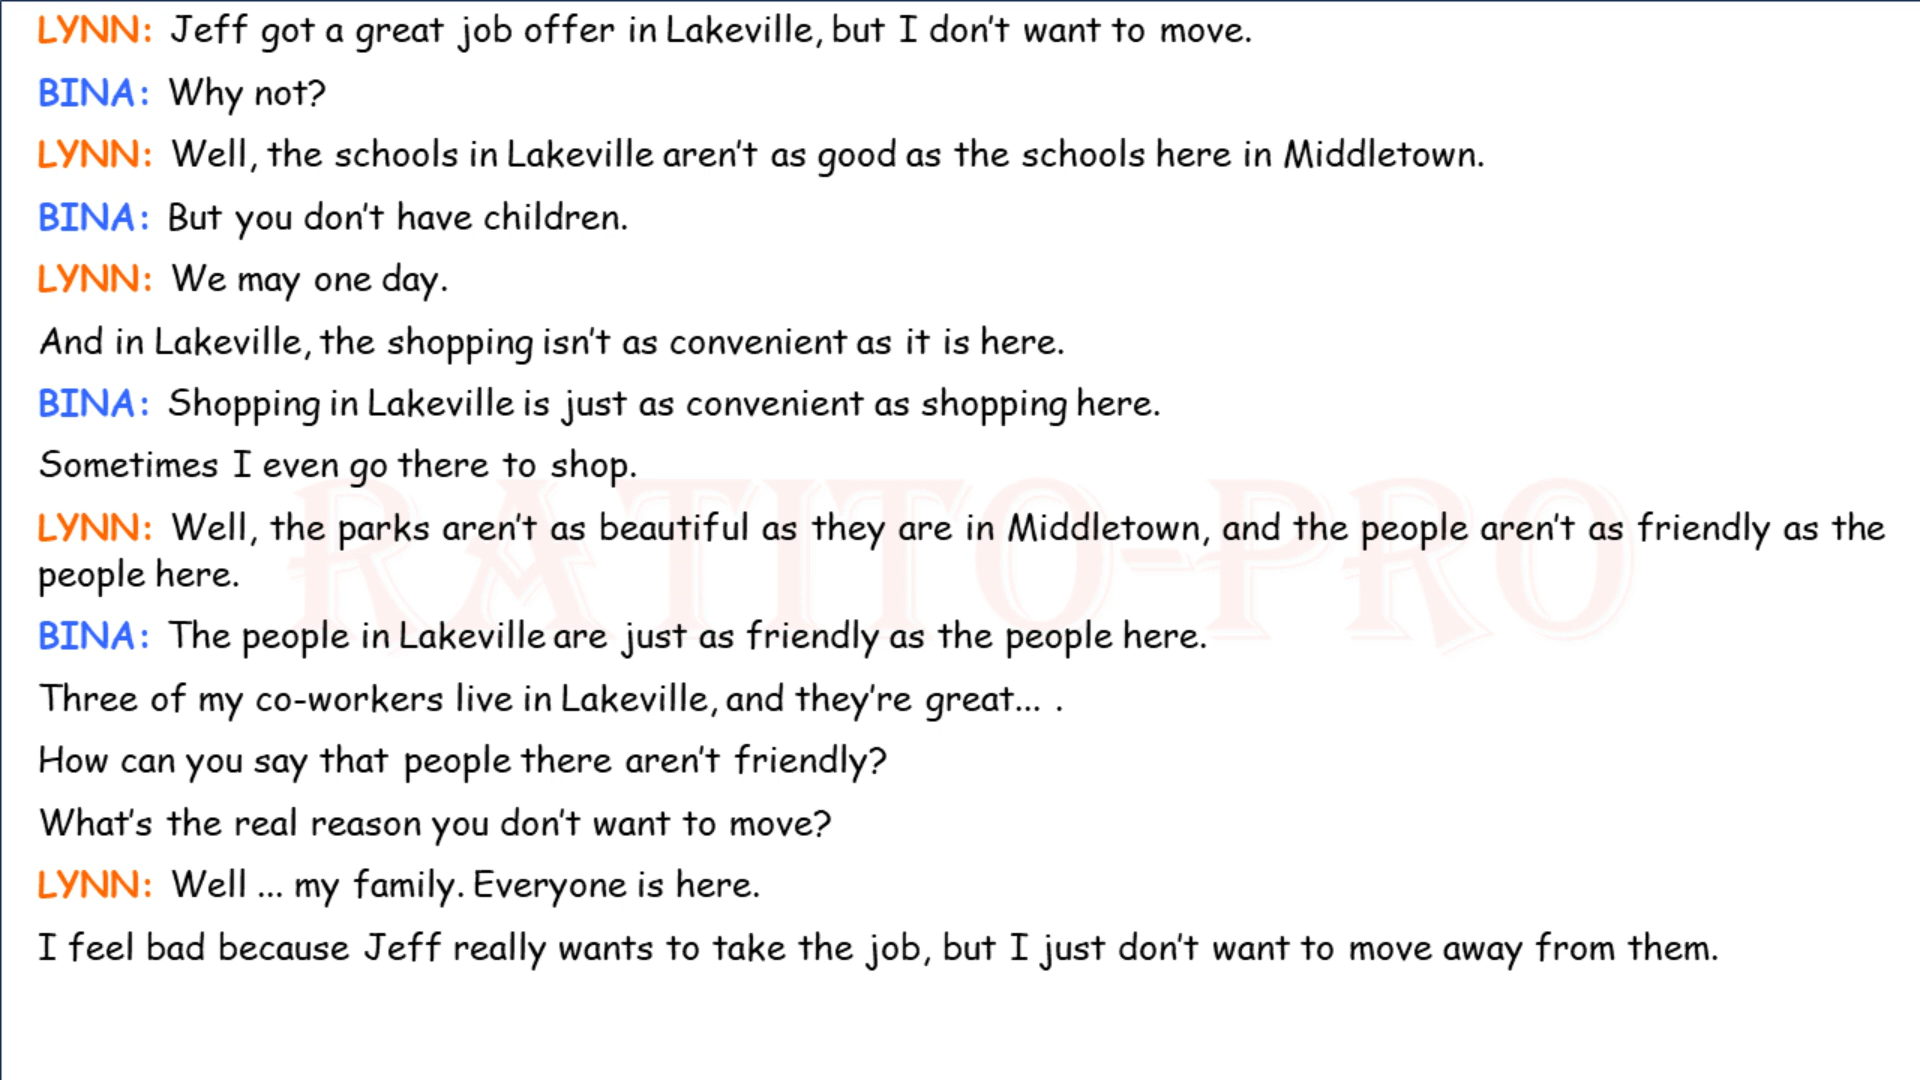 LYNN: Jeff got a great job offer in Lakeville, but I don't want to move.
BINA: Why not?
LYNN: Well, the schools in Lakeville aren't as good as the schools here in Middletown.
BINA: But you don't have children.
LYNN: We may one day.
And in Lakeville, the shopping isn't as convenient as it is here.
BINA: Shopping in Lakeville is just as convenient as shopping here.
Sometimes I even go there to shop.
RATITO-PRO
LYNN: Well, the parks aren't as beautiful as they are in Middletown, and the people aren't as friendly as the
people here.
BINA: The people in Lakeville are just as friendly as the people here.
Three of my co-workers live in Lakeville, and they're great... .
How can you say that people there aren't friendly?
What's the real reason you don't want to move?
LYNN: Well ... my family. Everyone is here.
I feel bad because Jeff really wants to take the job, but I just don't want to move away from them.